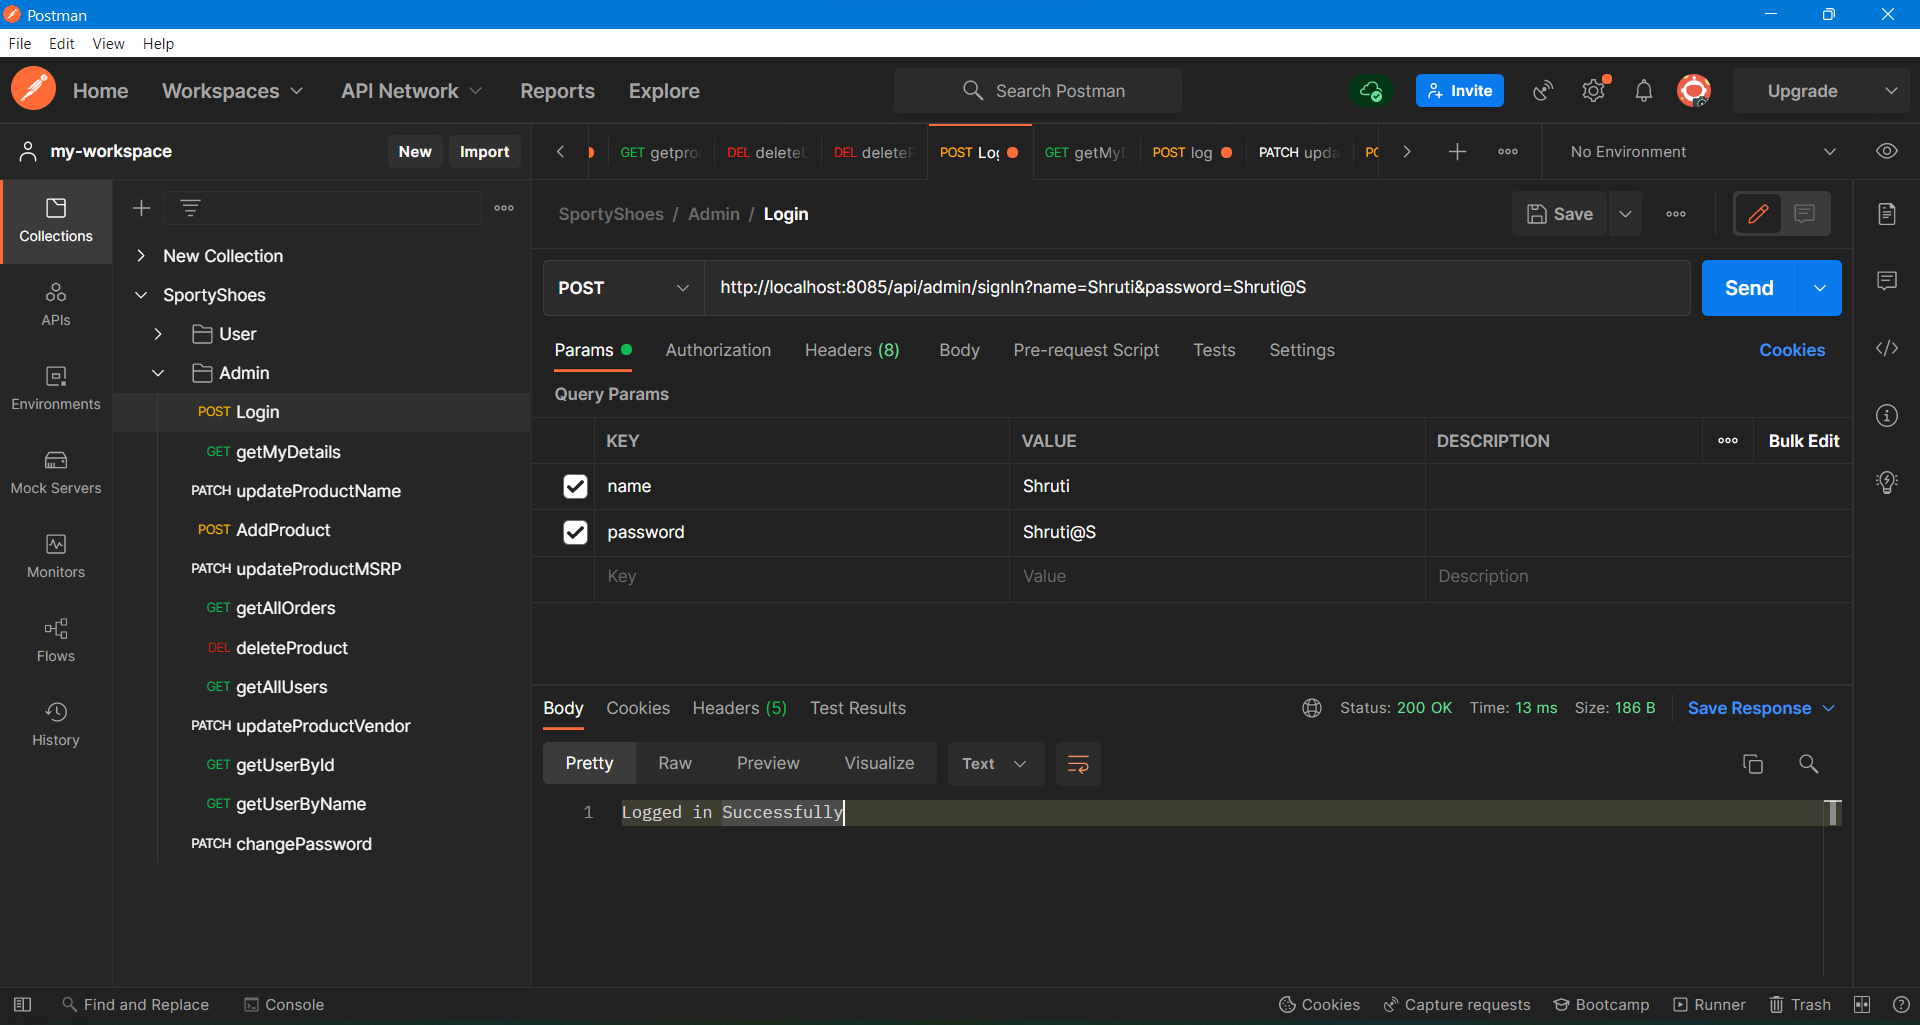 Postman
File Edit View Help
Home Workspaces API Network Reports Explore Search Postman Invite Upgrade
my-workspace New Import GET getpro DEL delete DEL delete POST Log GET getMy POST log PATCH upda No Environment
Collections
APIs
Environments
Mock Servers
Monitors
Flows
History
New Collection
SportyShoes
User
Admin
POST Login
GET getMyDetails
PATCH updateProductName
POST AddProduct
PATCH updateProductMSRP
GET getAllOrders
DEL deleteProduct
GET getAllUsers
PATCH updateProductVendor
GET getUserById
GET getUserByName
PATCH changePassword
SportyShoes / Admin / Login Save
POST http://localhost:8085/api/admin/signIn?name=Shruti&password=Shruti@S Send
Params Authorization Headers (8) Body Pre-request Script Tests Settings Cookies
Query Params
KEY VALUE DESCRIPTION Bulk Edit
name Shruti
password Shruti@S
Key Value Description
Body Cookies Headers (5) Test Results Status: 200 OK Time: 13 ms Size: 186 B Save Response
Pretty Raw Preview Visualize Text
1 Logged in Successfully
Find and Replace Console Cookies Capture requests Bootcamp Runner Trash